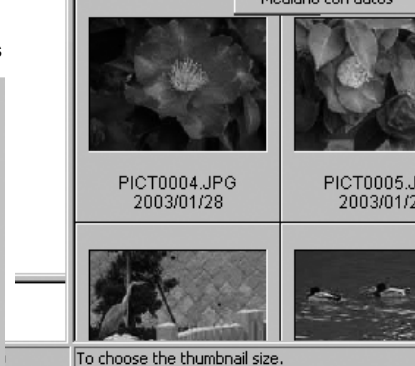 Mediano con datos
s
PICT0004.JPG
2003/01/28
PICT0005.J
2003/01/2
To choose the thumbnail size.